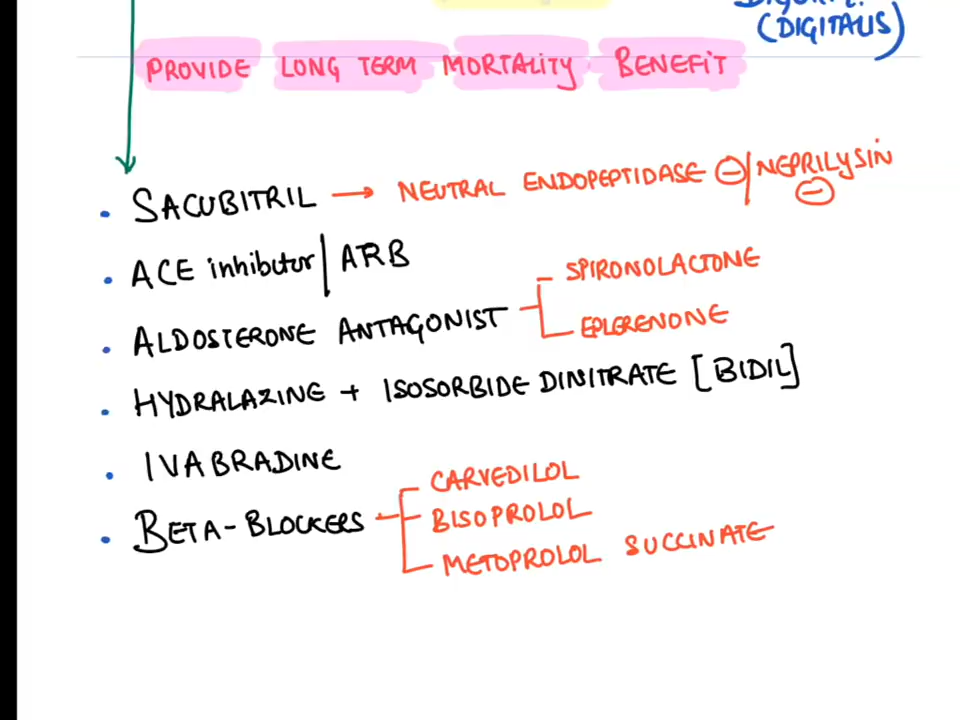 (DIGITALIS)
PROVIDE LONG TERM MORTALITY BENEFIT
• SACUBITRIL → NEUTRAL ENDOPEPTIDASE ⊖/NEPRILYSIN ⊖
• ACE inhibitor/ARB
• ALDOSTERONE ANTAGONIST
SPIRONOLACTONE
EPLERENONE
• HYDRALAZINE + ISOSORBIDE DINITRATE [BIDIL]
• IVABRADINE
• BETA-BLOCKERS
CARVEDILOL
BISOPROLOL
METOPROLOL SUCCINATE